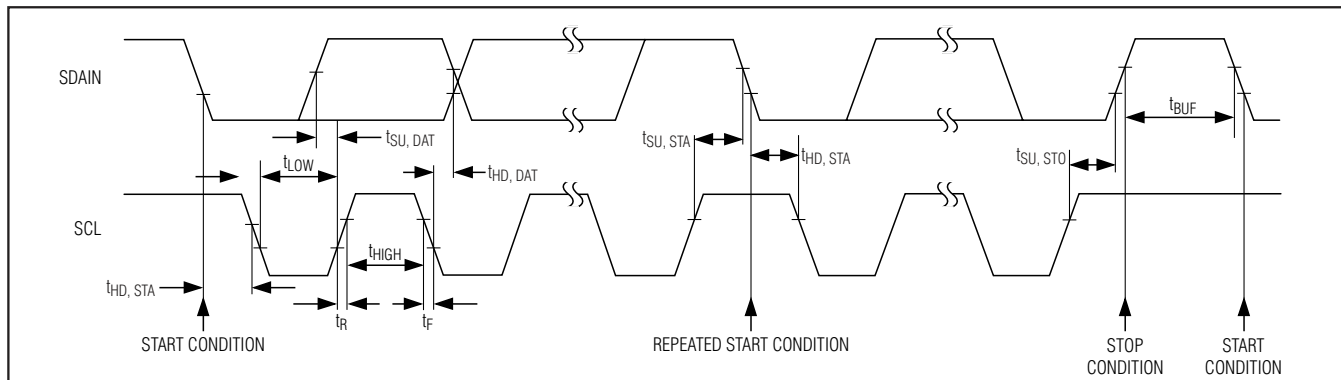 SDAIN
tSU, DAT
tSU, STA
tBUF
tLOW
tHD, DAT
tHD, STA
tSU, STO
SCL
tHIGH
tHD, STA
tR
tF
START CONDITION
REPEATED START CONDITION
STOP
CONDITION
START
CONDITION